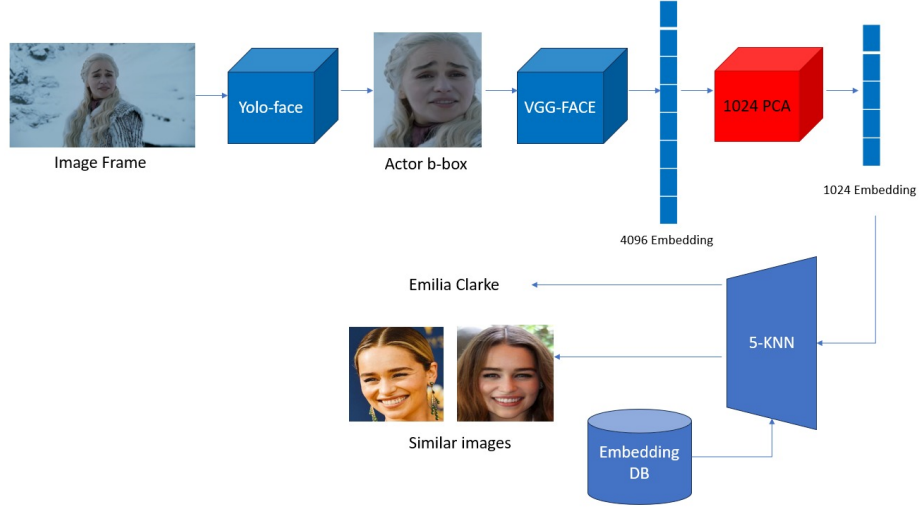 Yolo-face
VGG-FACE
1024 PCA
Image Frame
Actor b-box
1024 Embedding
4096 Embedding
Emilia Clarke
5-KNN
Similar images
Embedding
DB